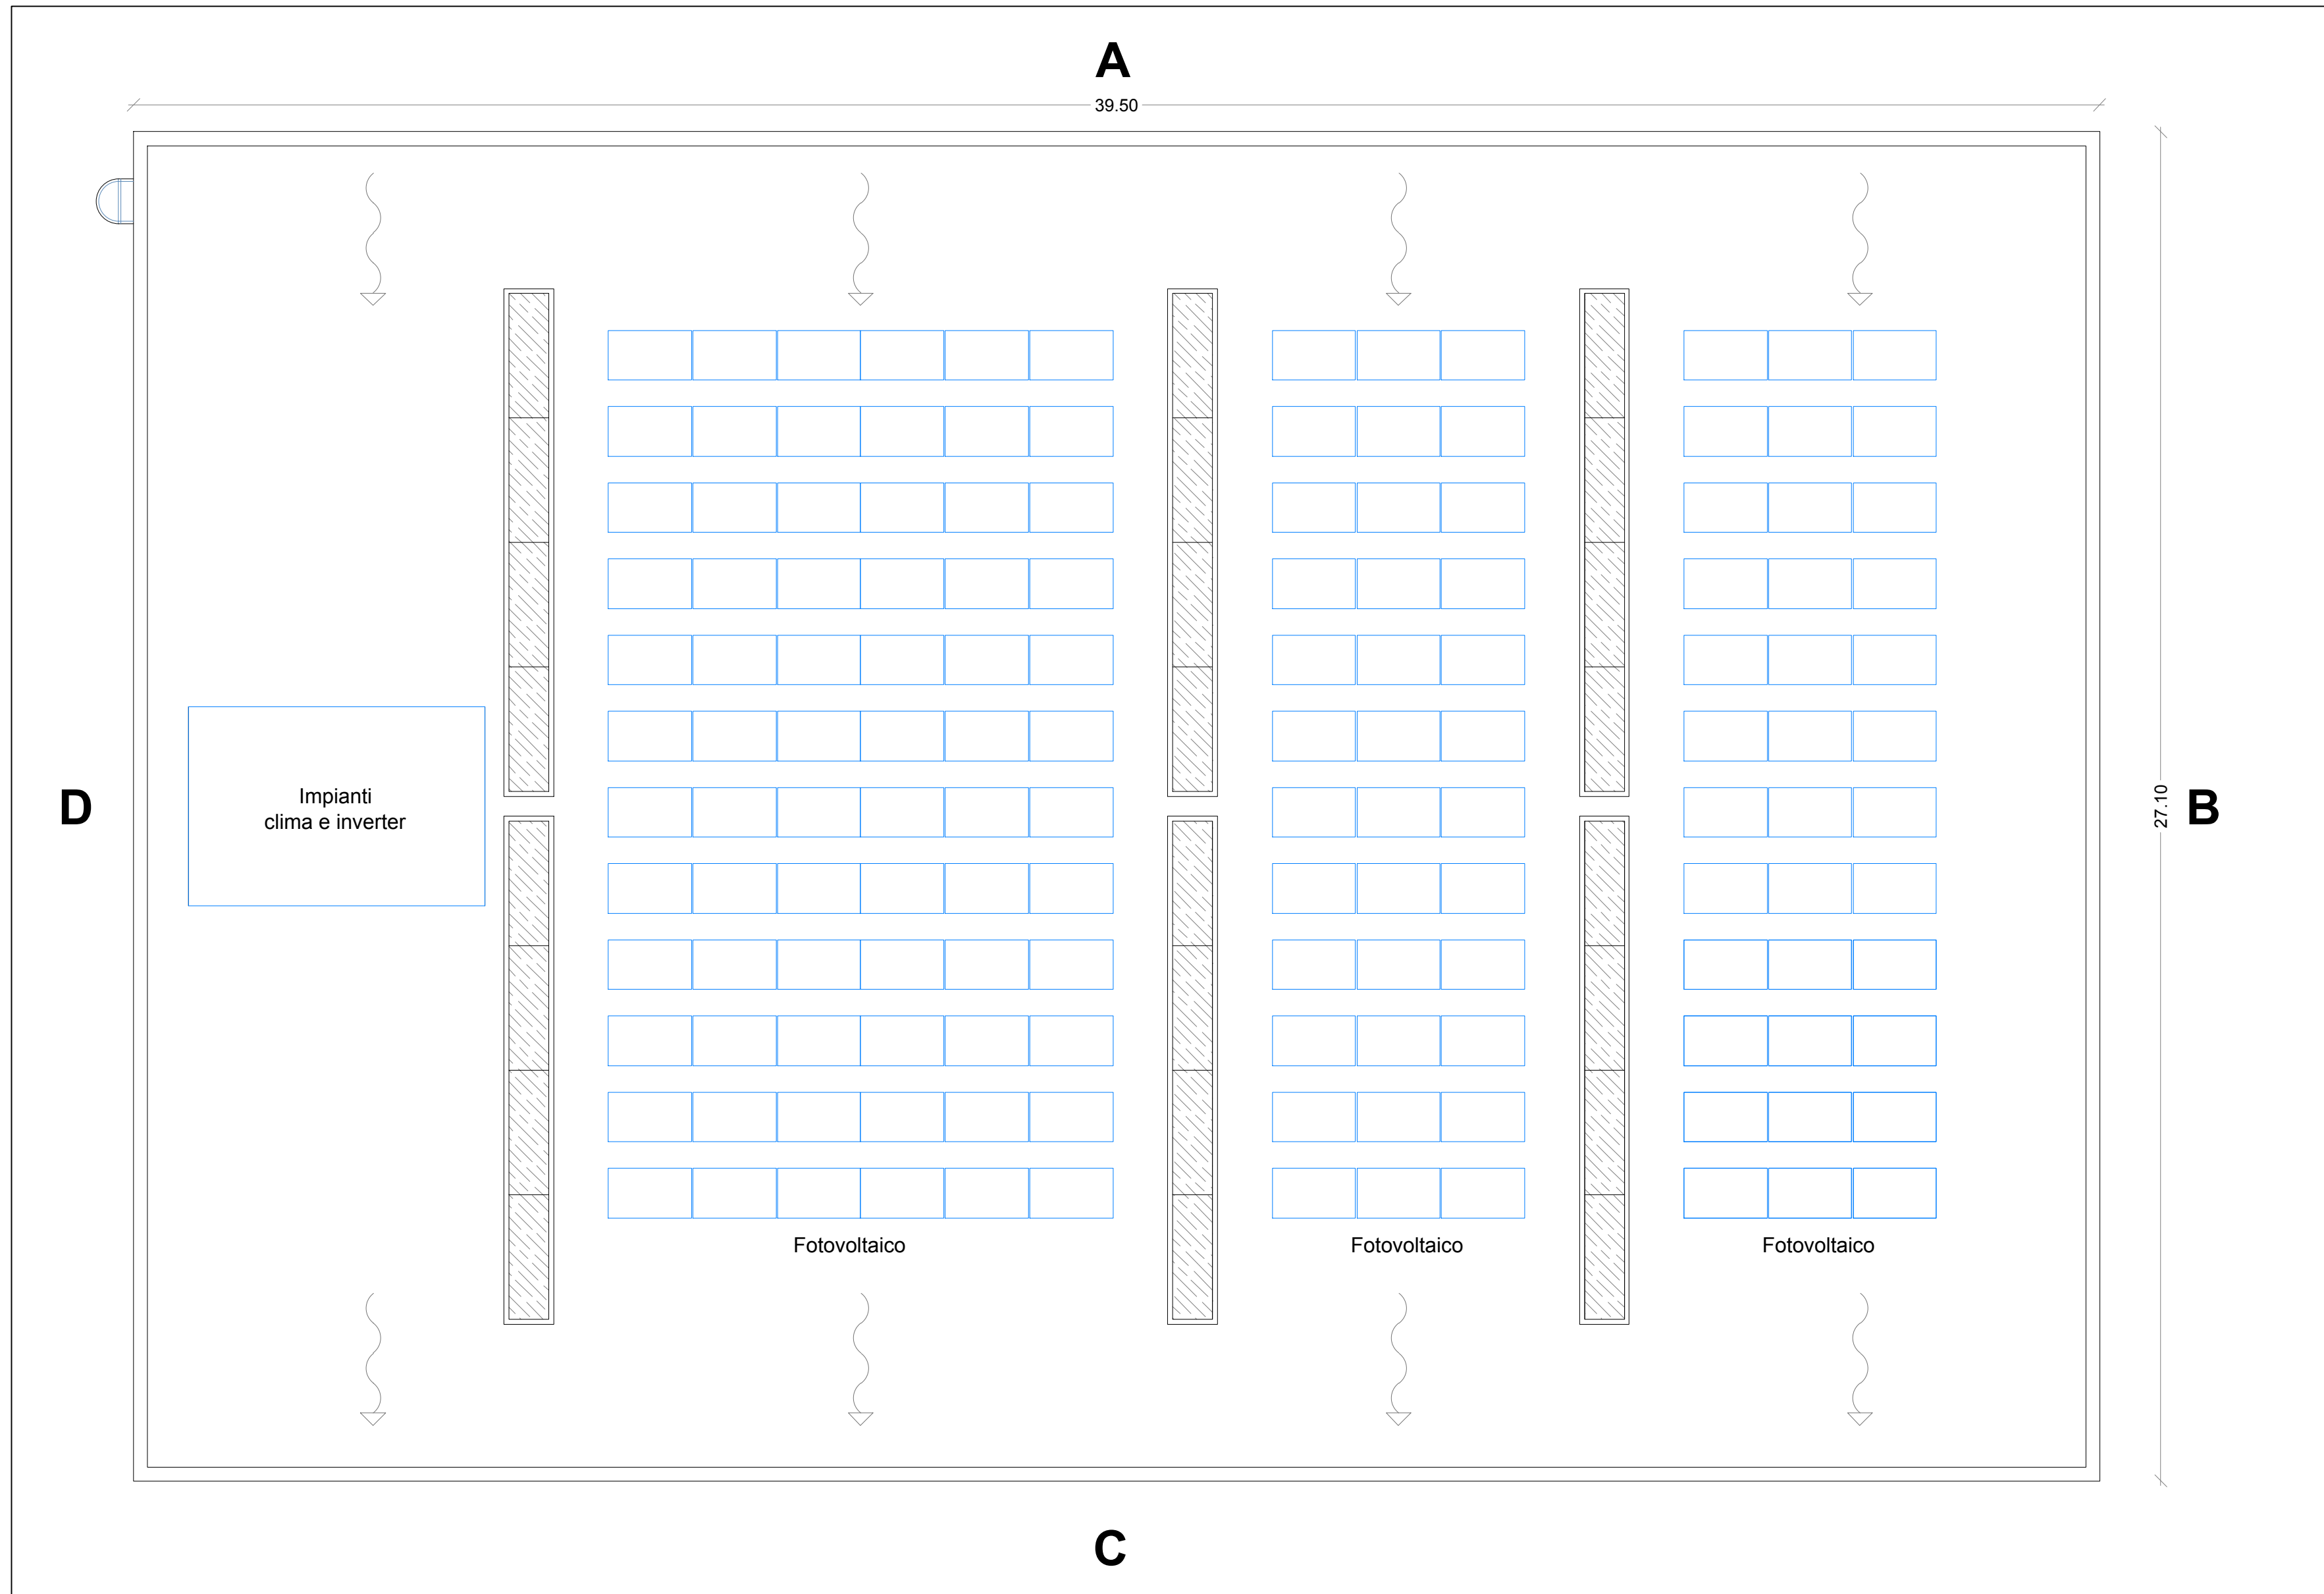 A
39.50
Impianti
clima e inverter
D
27.10
B
Fotovoltaico
Fotovoltaico
Fotovoltaico
C